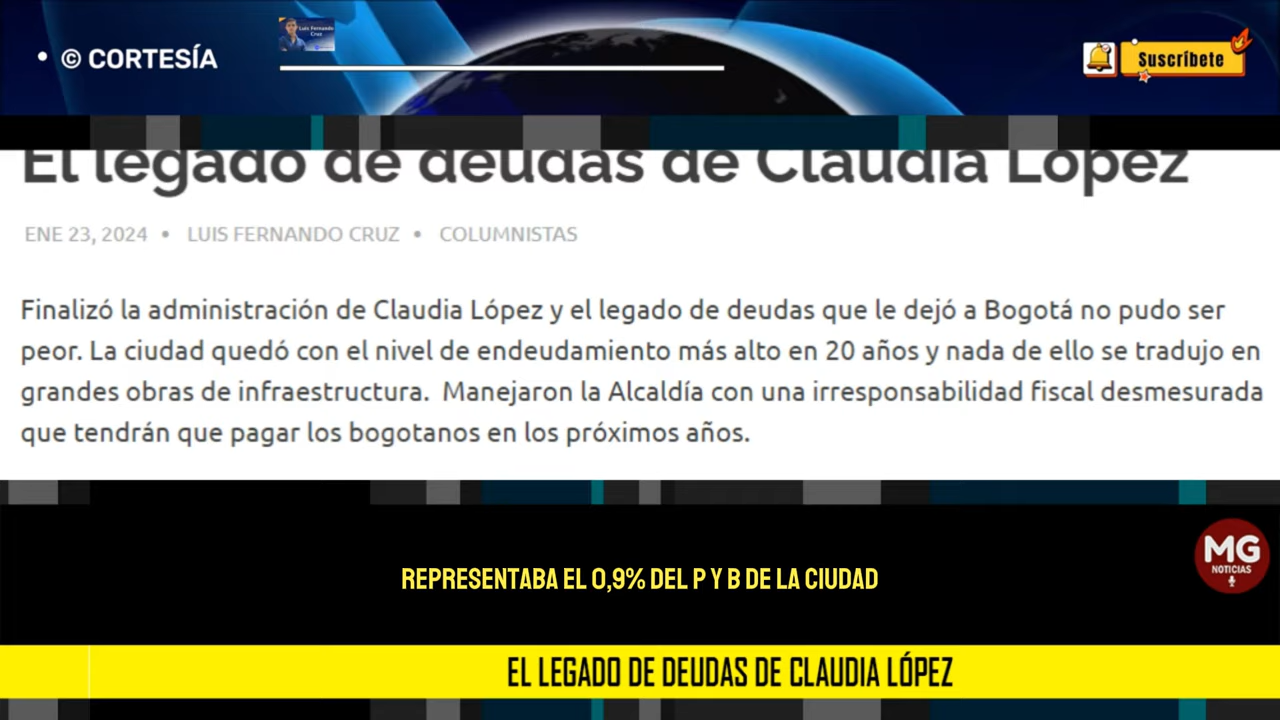 • © CORTESÍA
Luis Fernando
Cruz
Suscríbete
El legado de deudas de Claudia López
ENE 23, 2024 • LUIS FERNANDO CRUZ • COLUMNISTAS
Finalizó la administración de Claudia López y el legado de deudas que le dejó a Bogotá no pudo ser
peor. La ciudad quedó con el nivel de endeudamiento más alto en 20 años y nada de ello se tradujo en
grandes obras de infraestructura. Manejaron la Alcaldía con una irresponsabilidad fiscal desmesurada
que tendrán que pagar los bogotanos en los próximos años.
MG
NOTICIAS
REPRESENTABA EL 0,9% DEL P Y B DE LA CIUDAD
EL LEGADO DE DEUDAS DE CLAUDIA LÓPEZ